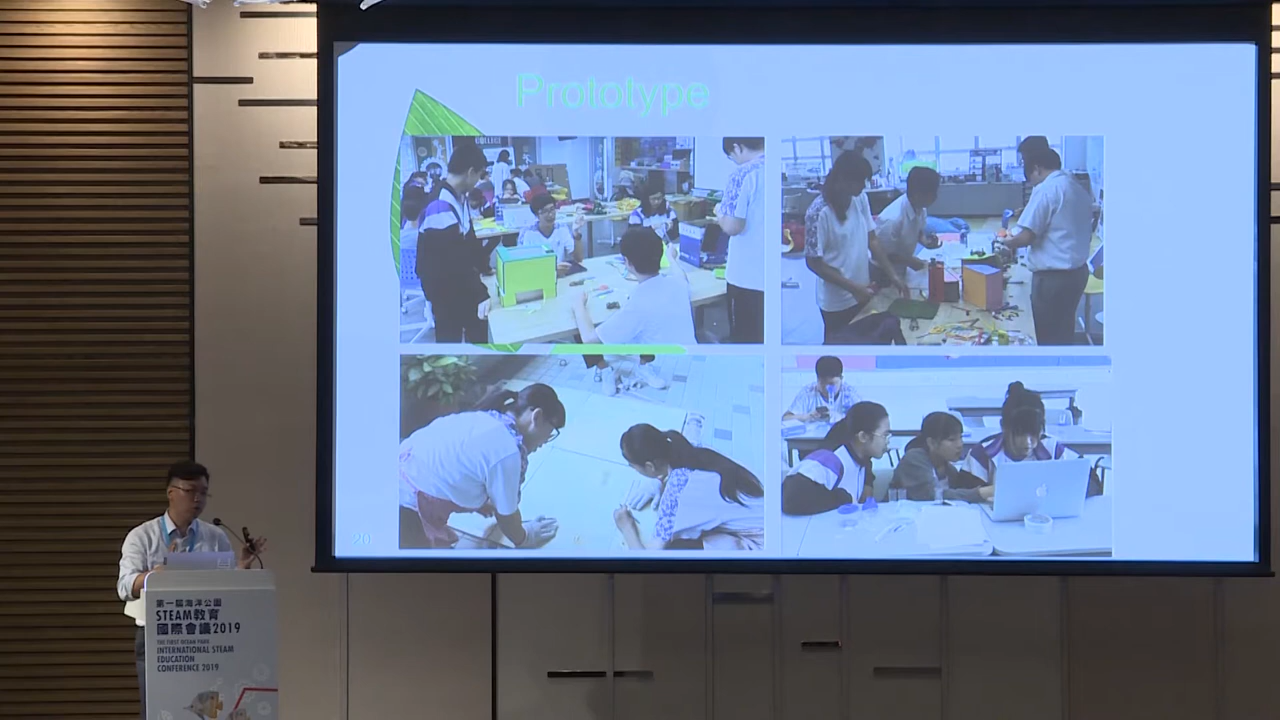 Prototype
COLLEGE
20
第一屆海洋公園
STEAM教育
國際會議2019
THE FIRST OCEAN PARK
INTERNATIONAL STEAM
EDUCATION
CONFERENCE 2019